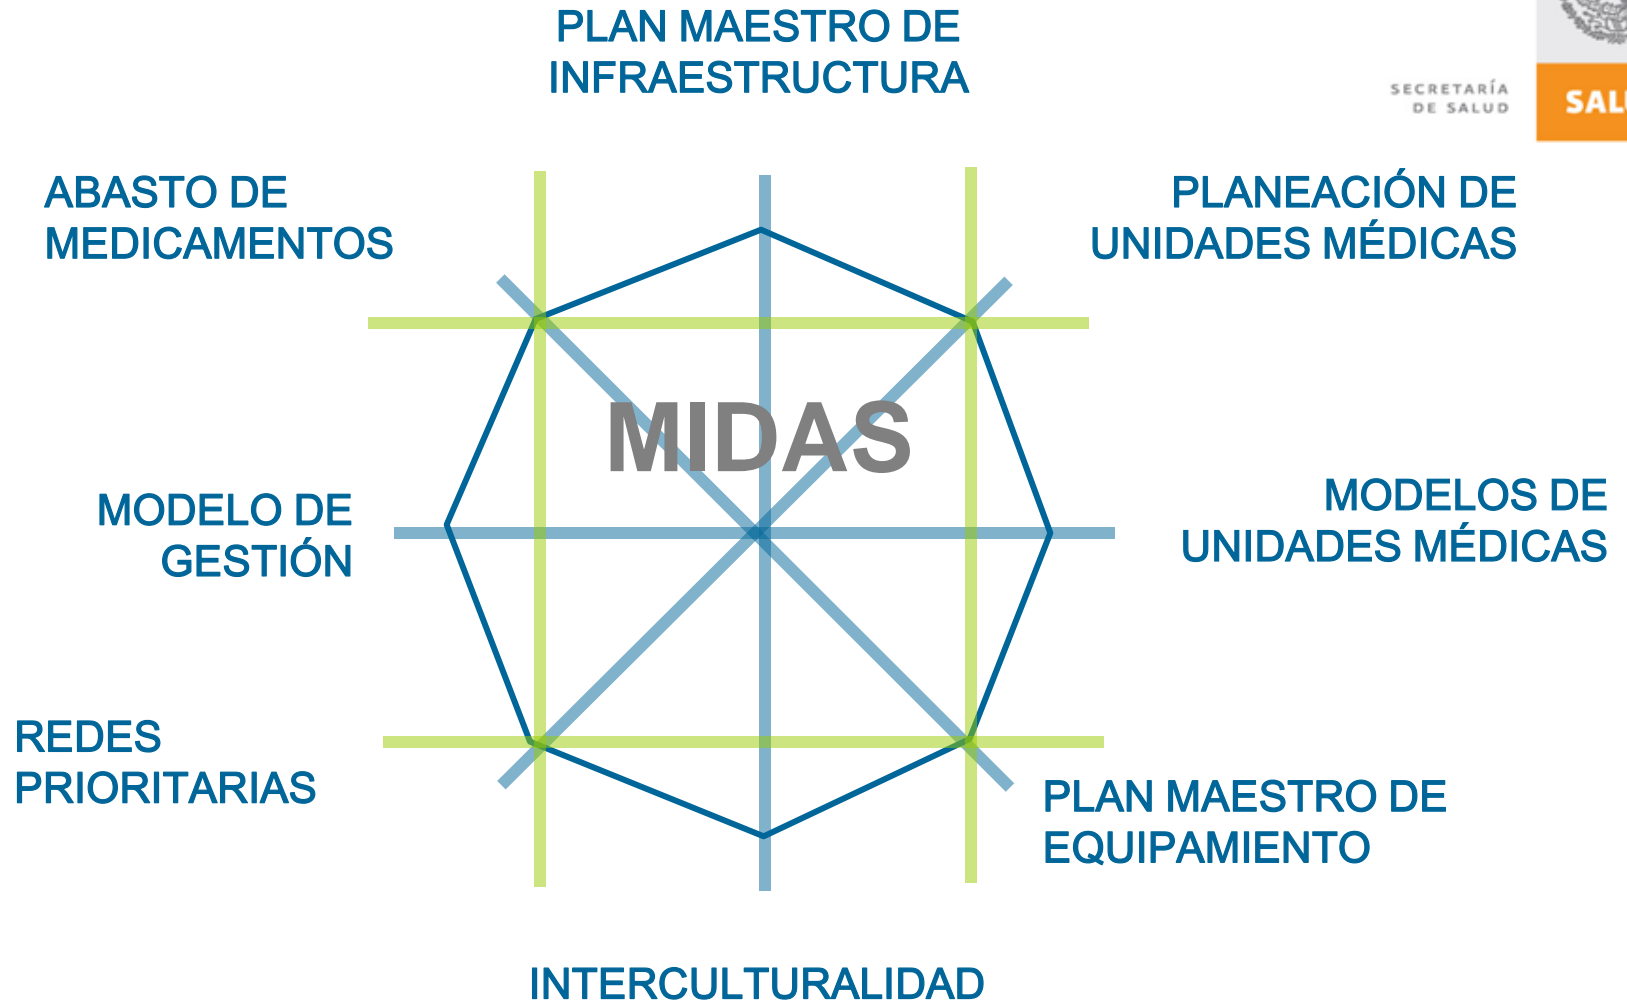 PLAN MAESTRO DE
INFRAESTRUCTURA
SECRETARÍA
DE SALUD
ABASTO DE
MEDICAMENTOS
PLANEACIÓN DE
UNIDADES MÉDICAS
MIDAS
MODELO DE
GESTIÓN
MODELOS DE
UNIDADES MÉDICAS
REDES
PRIORITARIAS
PLAN MAESTRO DE
EQUIPAMIENTO
INTERCULTURALIDAD